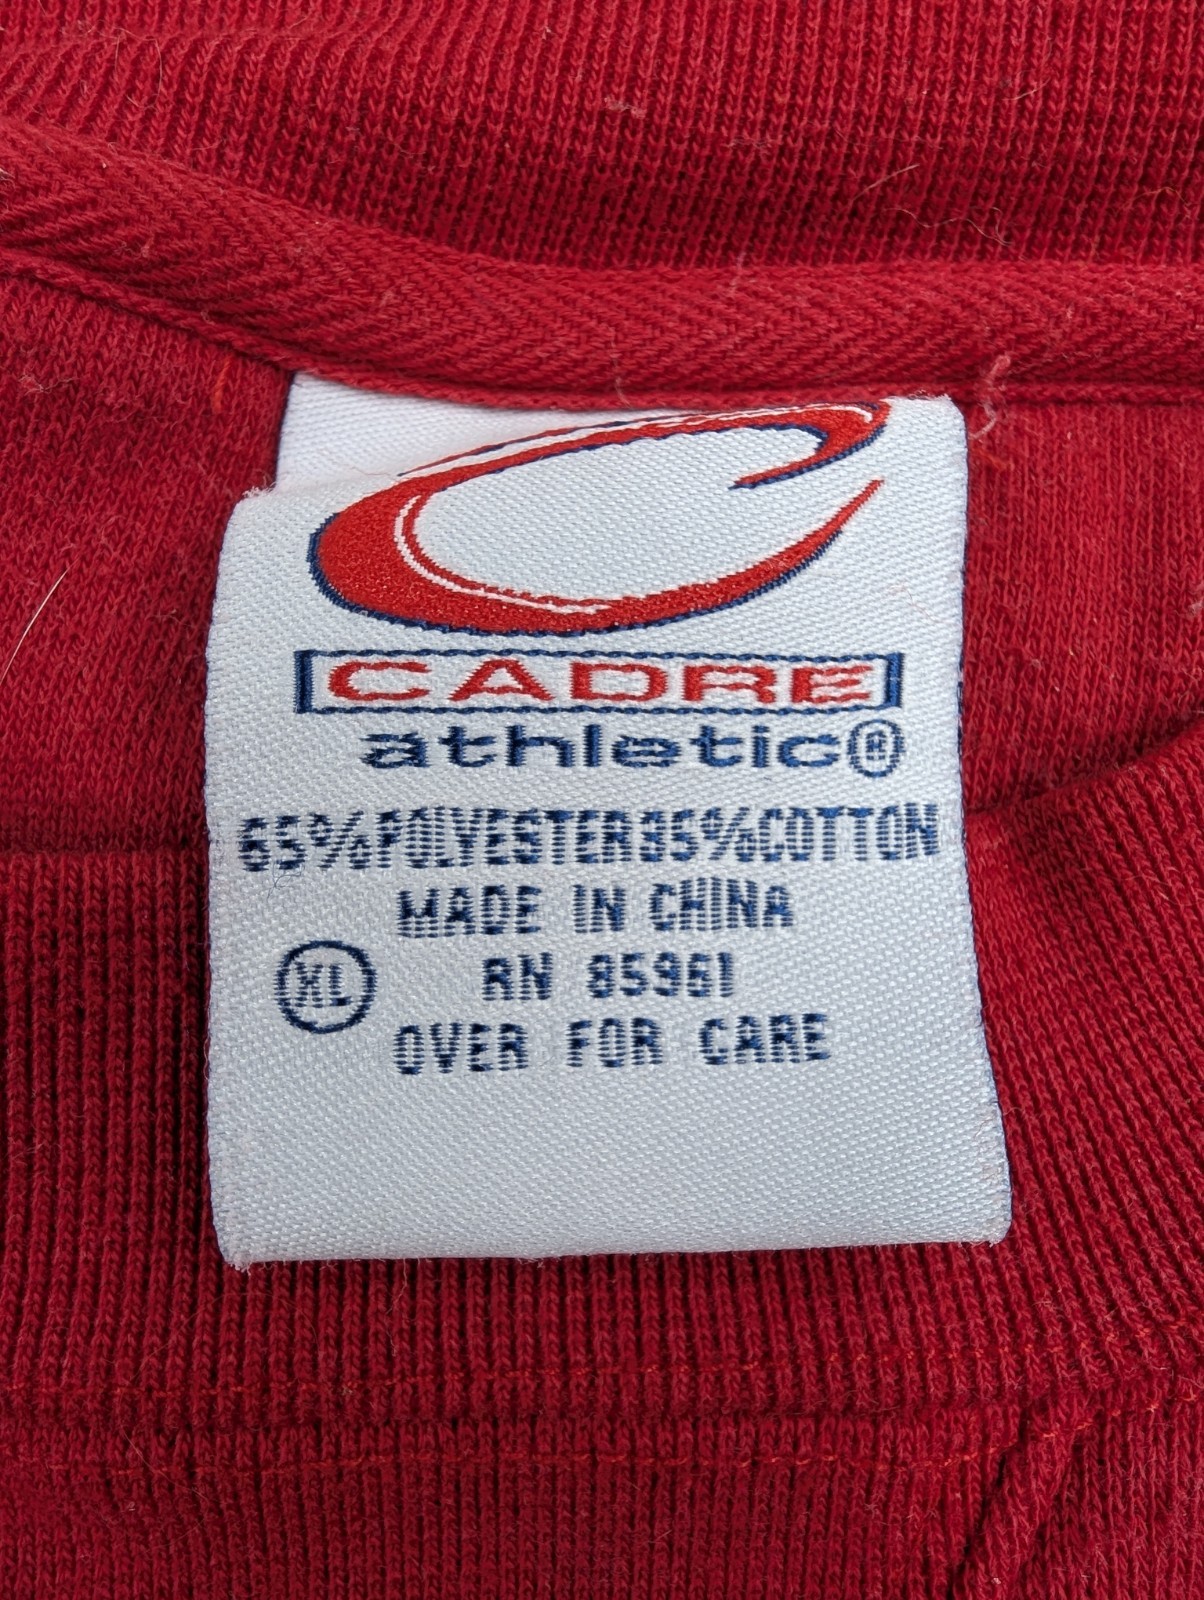 CADRE
athletic®
65%POLYESTER35%COTTON
MADE IN CHINA
RN 85961
XL
OVER FOR CARE